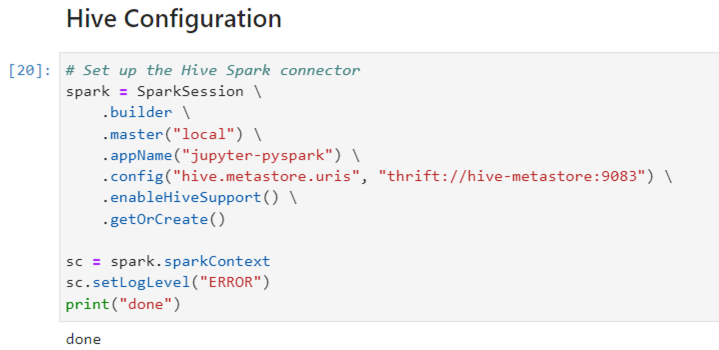 Hive Configuration
[20]: # Set up the Hive Spark connector
spark = SparkSession \
    .builder \
    .master("local") \
    .appName("jupyter-pyspark") \
    .config("hive.metastore.uris", "thrift://hive-metastore:9083") \
    .enableHiveSupport() \
    .getOrCreate()

sc = spark.sparkContext
sc.setLogLevel("ERROR")
print("done")
done